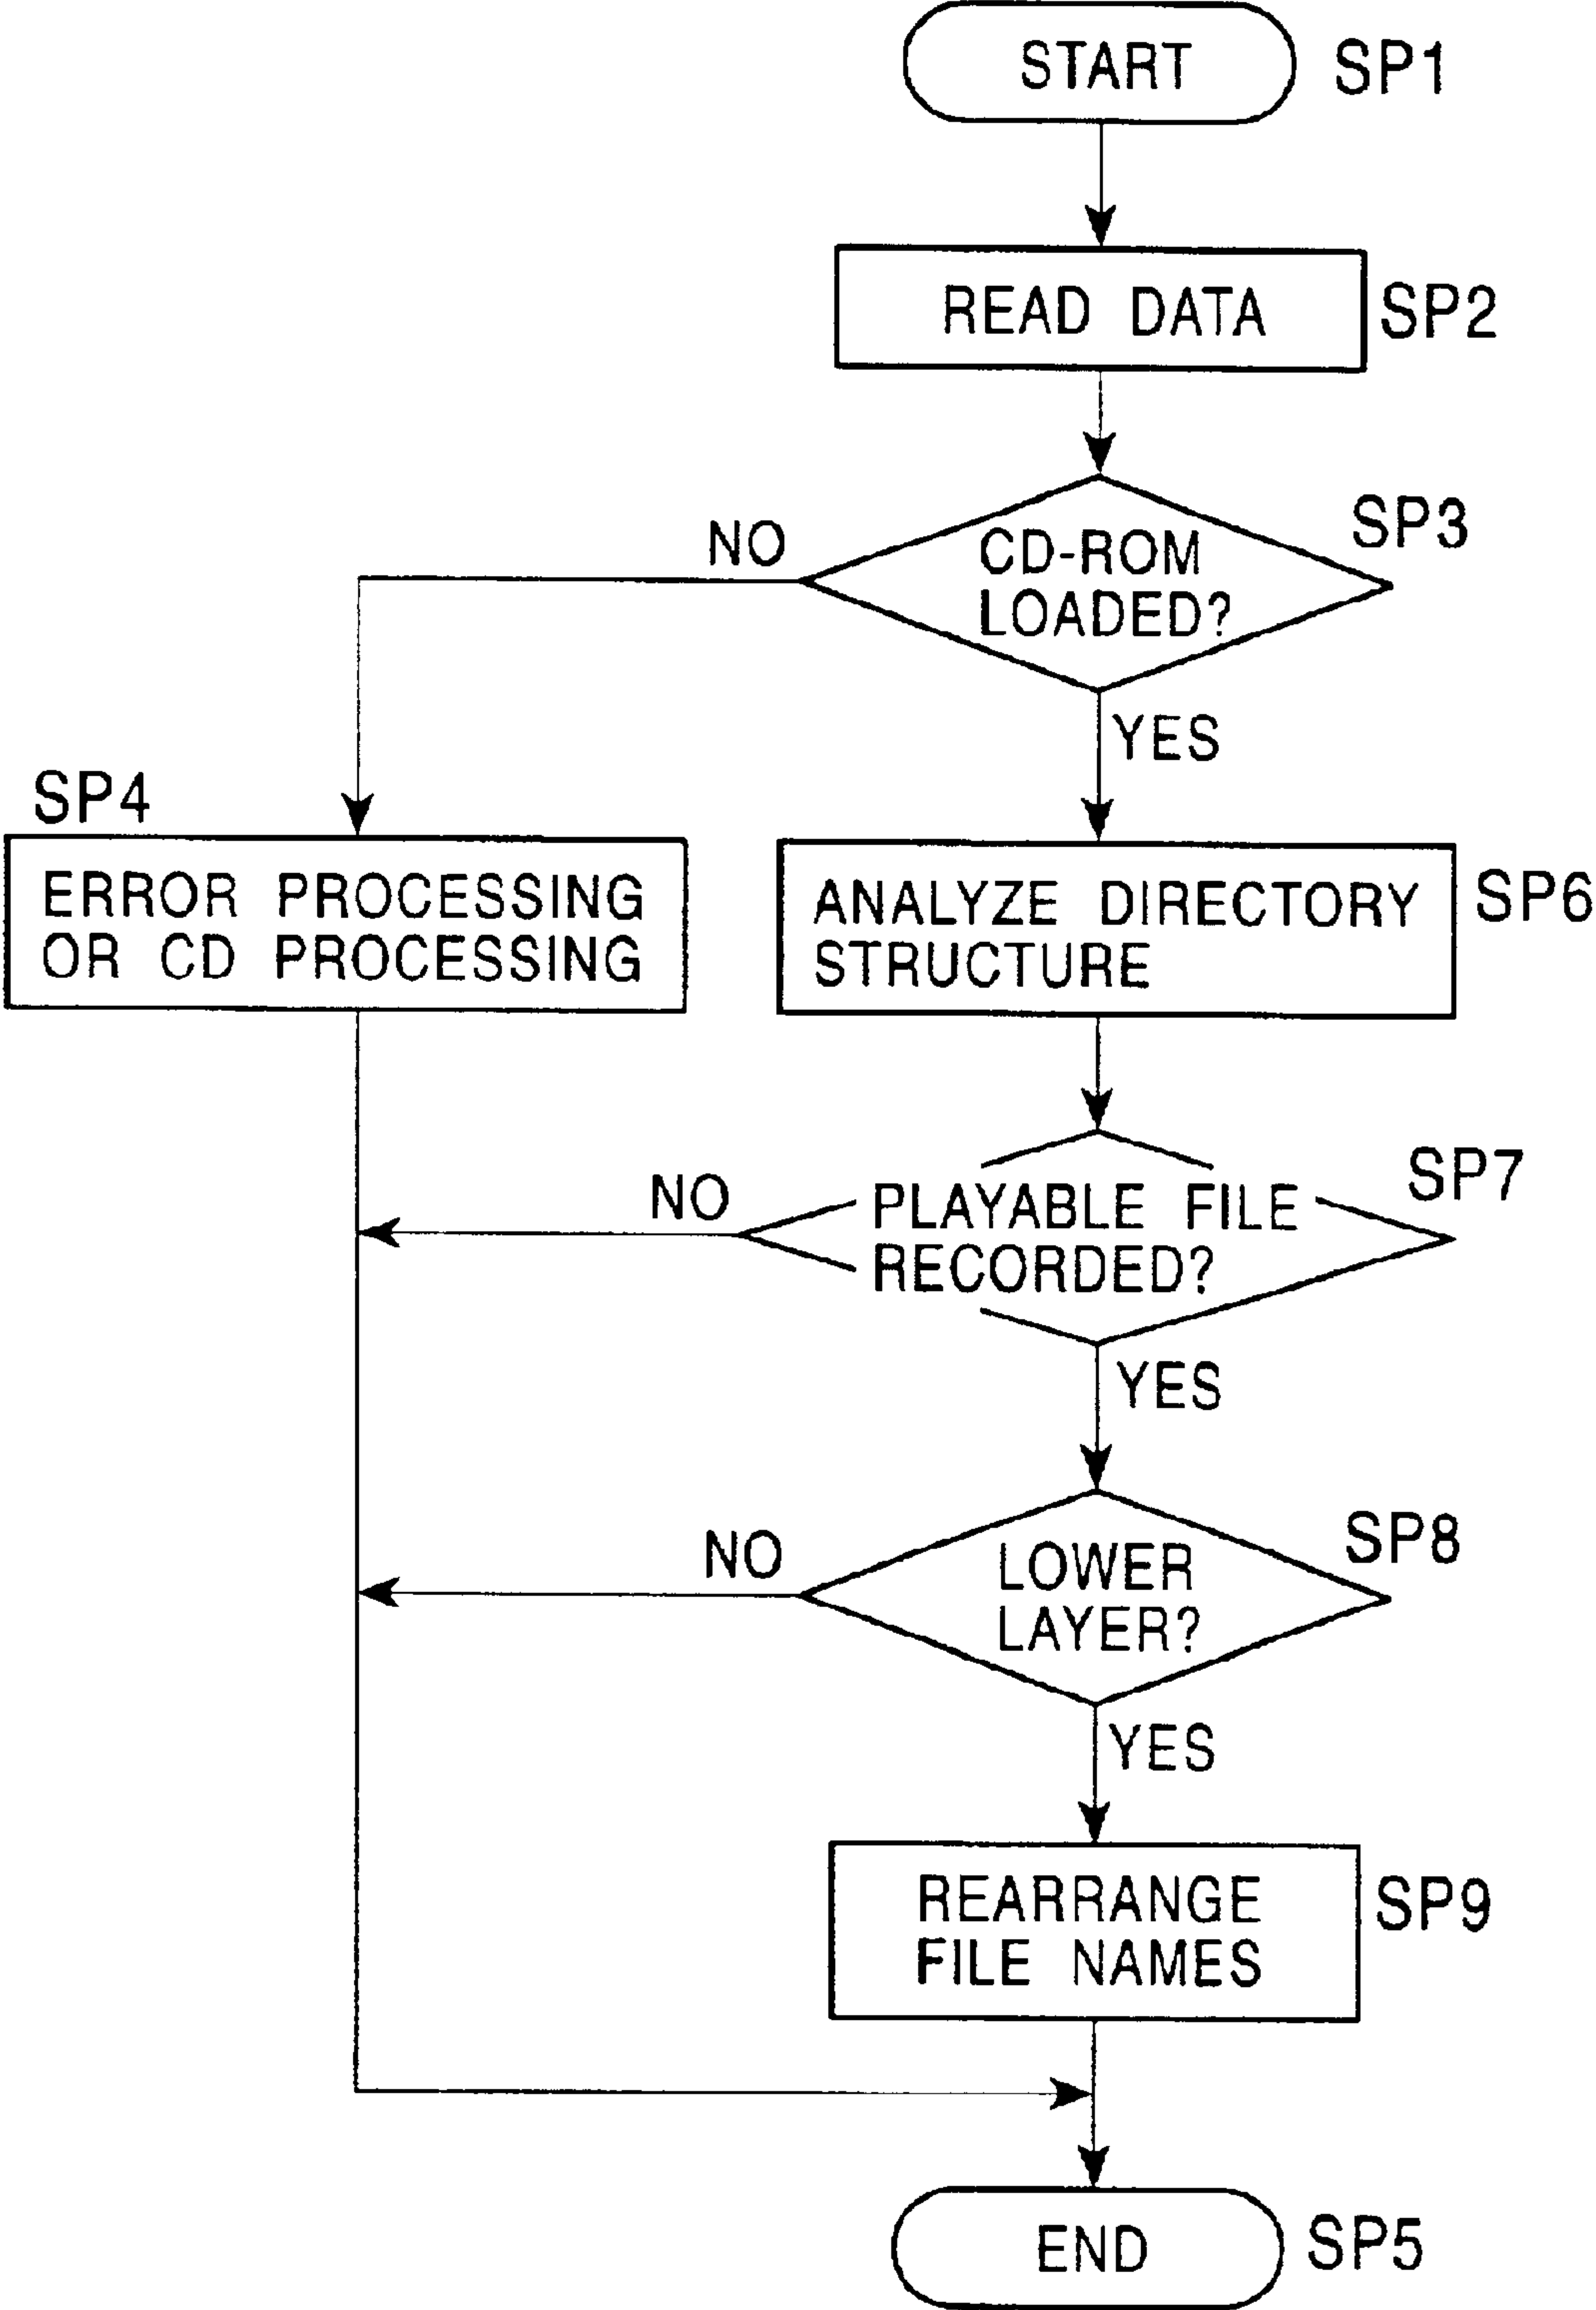 START
SP1
READ DATA
SP2
SP3
NO
CD-ROM
LOADED?
YES
SP4
ERROR PROCESSING
OR CD PROCESSING
ANALYZE DIRECTORY
STRUCTURE
SP6
SP7
NO
PLAYABLE FILE
RECORDED?
YES
SP8
NO
LOWER
LAYER?
YES
REARRANGE
FILE NAMES
SP9
END
SP5